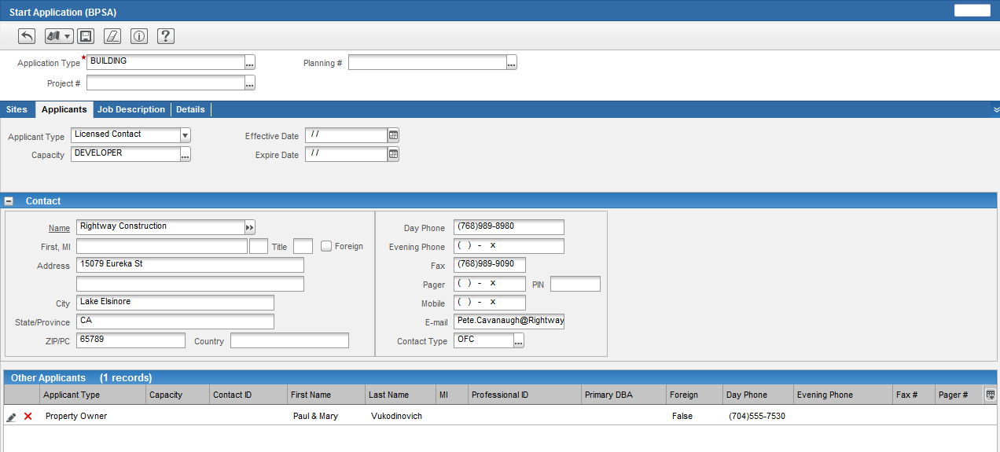 Start Application (BPSA)
?
Application Type * BUILDING ... Planning # ...
Project # ...
Sites Applicants Job Description Details
Applicant Type Licensed Contact Effective Date / /
Capacity DEVELOPER ... Expire Date / /
Contact
Name Rightway Construction Day Phone (768)989-8980
First, MI Title Foreign Evening Phone ( ) - x
Address 15079 Eureka St Fax (768)989-9090
Pager ( ) - x PIN
City Lake Elsinore Mobile ( ) - x
State/Province CA E-mail Pete.Cavanaugh@Rightway
ZIP/PC 65789 Country Contact Type OFC ...
Other Applicants (1 records)
Applicant Type Capacity Contact ID First Name Last Name MI Professional ID Primary DBA Foreign Day Phone Evening Phone Fax # Pager #
Property Owner Paul & Mary Vukodinovich False (704)555-7530